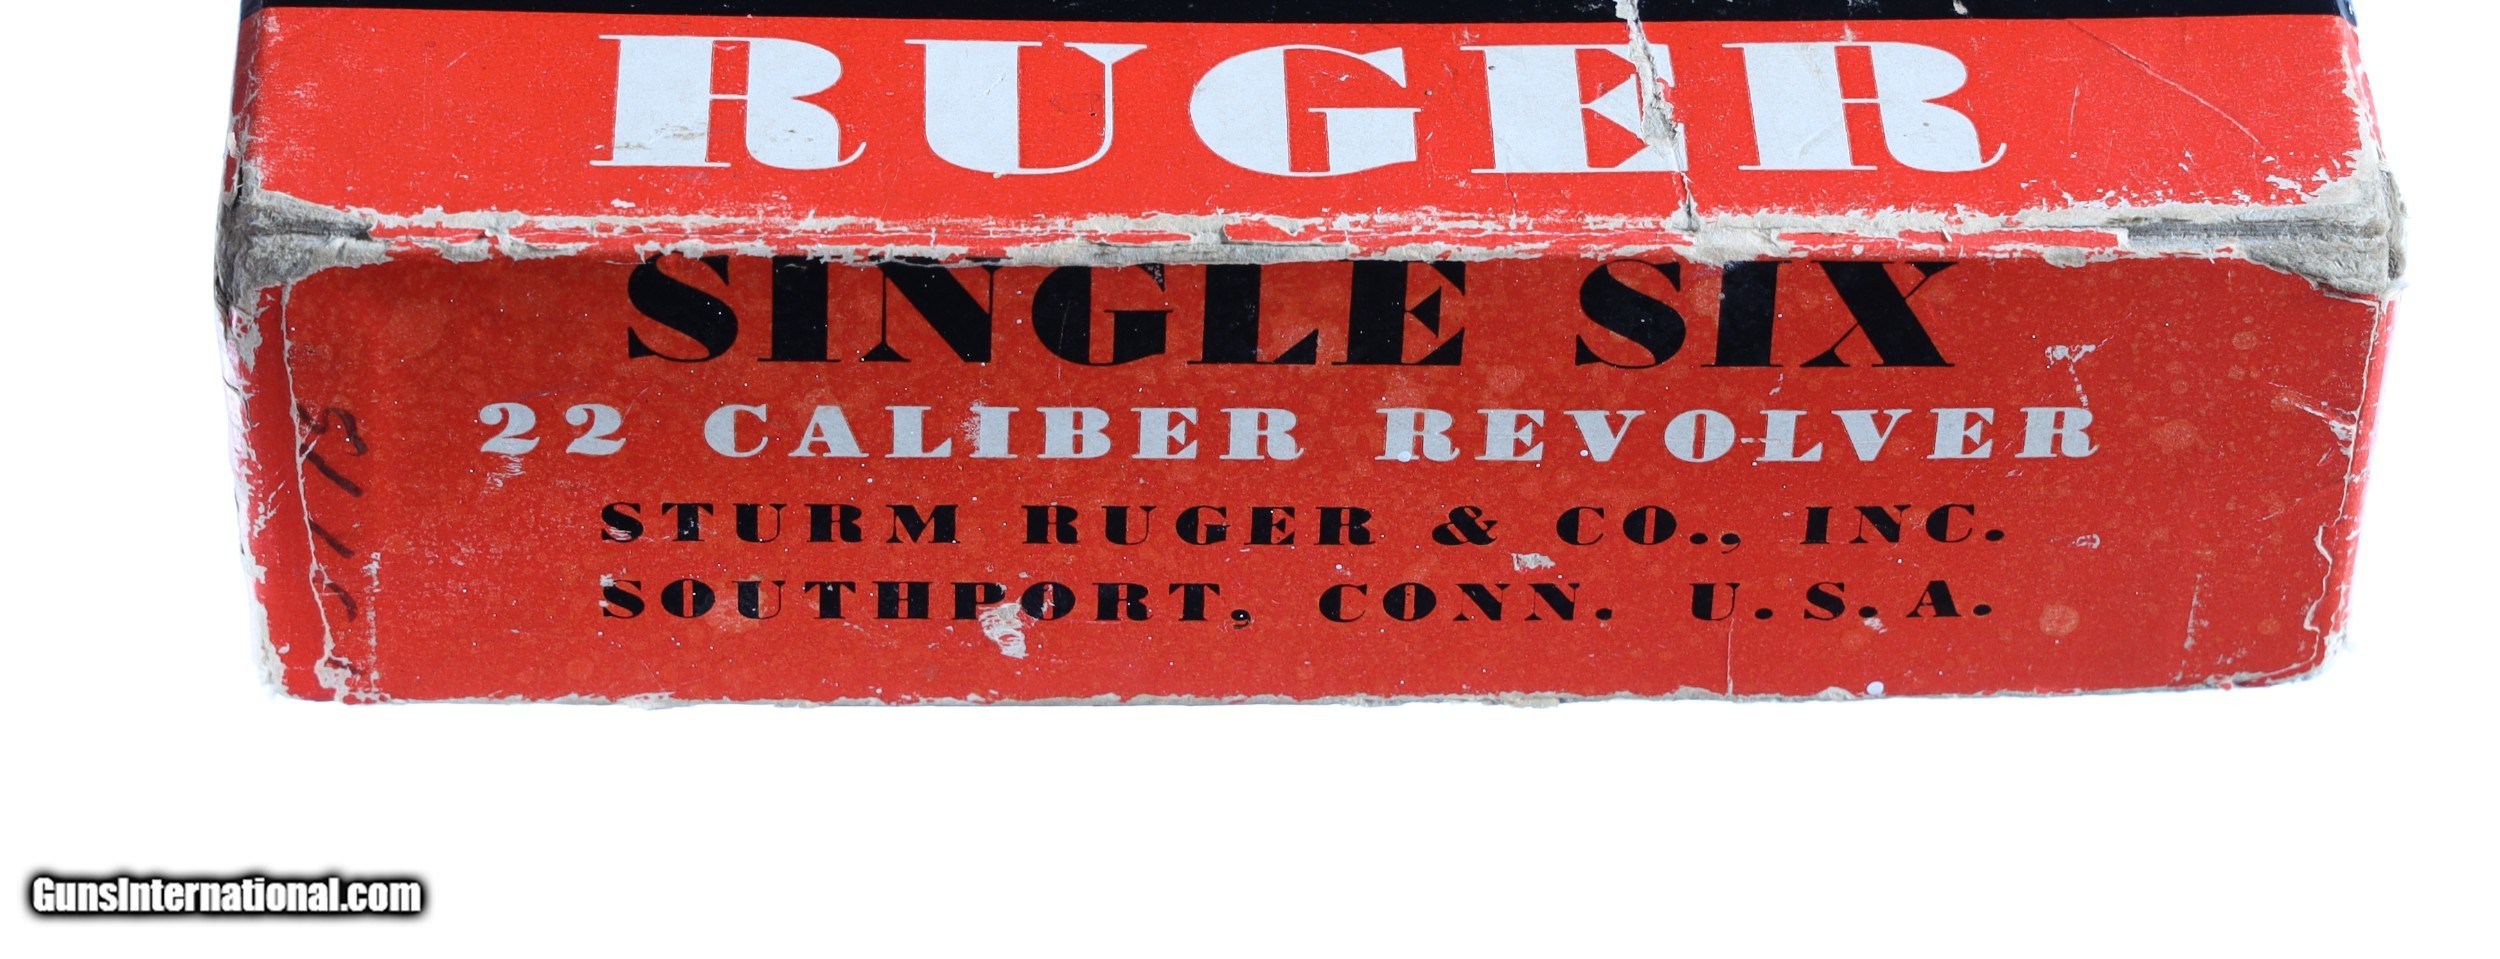 RUGER
SINGLE SIX
22 CALIBER REVOLVER
STURM RUGER & CO., INC.
SOUTHPORT, CONN. U.S.A.
GunsInternational.com